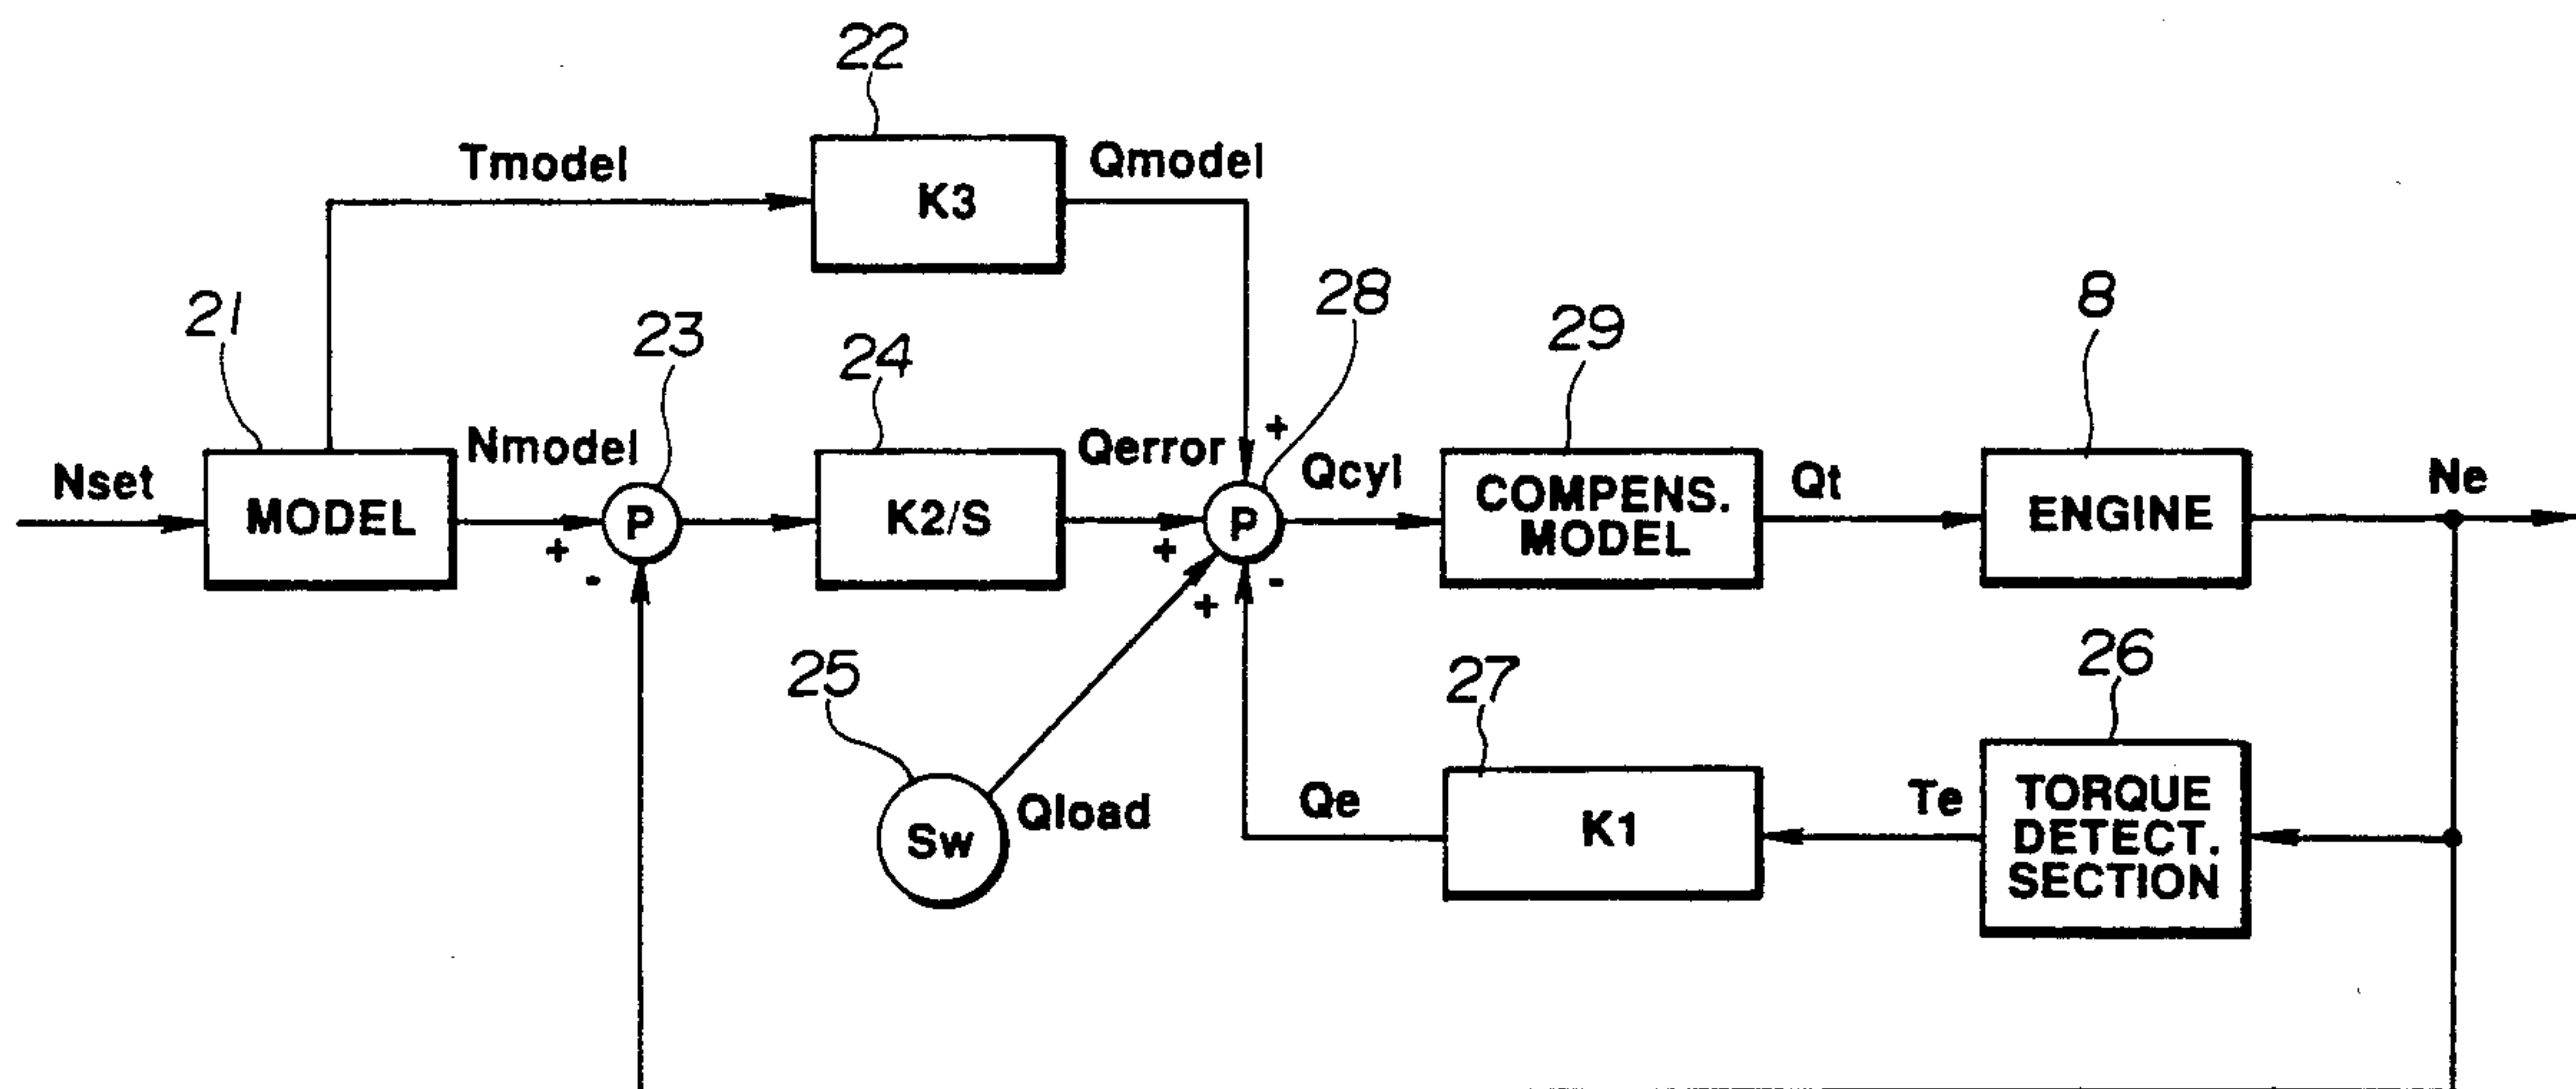 22
Tmodel
K3
Qmodel
21
23
24
28
29
8
Nset
MODEL
Nmodel
+
-
P
K2/S
Qerror
+
+
+
-
P
Qcyl
COMPENS.
MODEL
Qt
ENGINE
Ne
25
Sw
Qload
27
Qe
K1
Te
26
TORQUE
DETECT.
SECTION